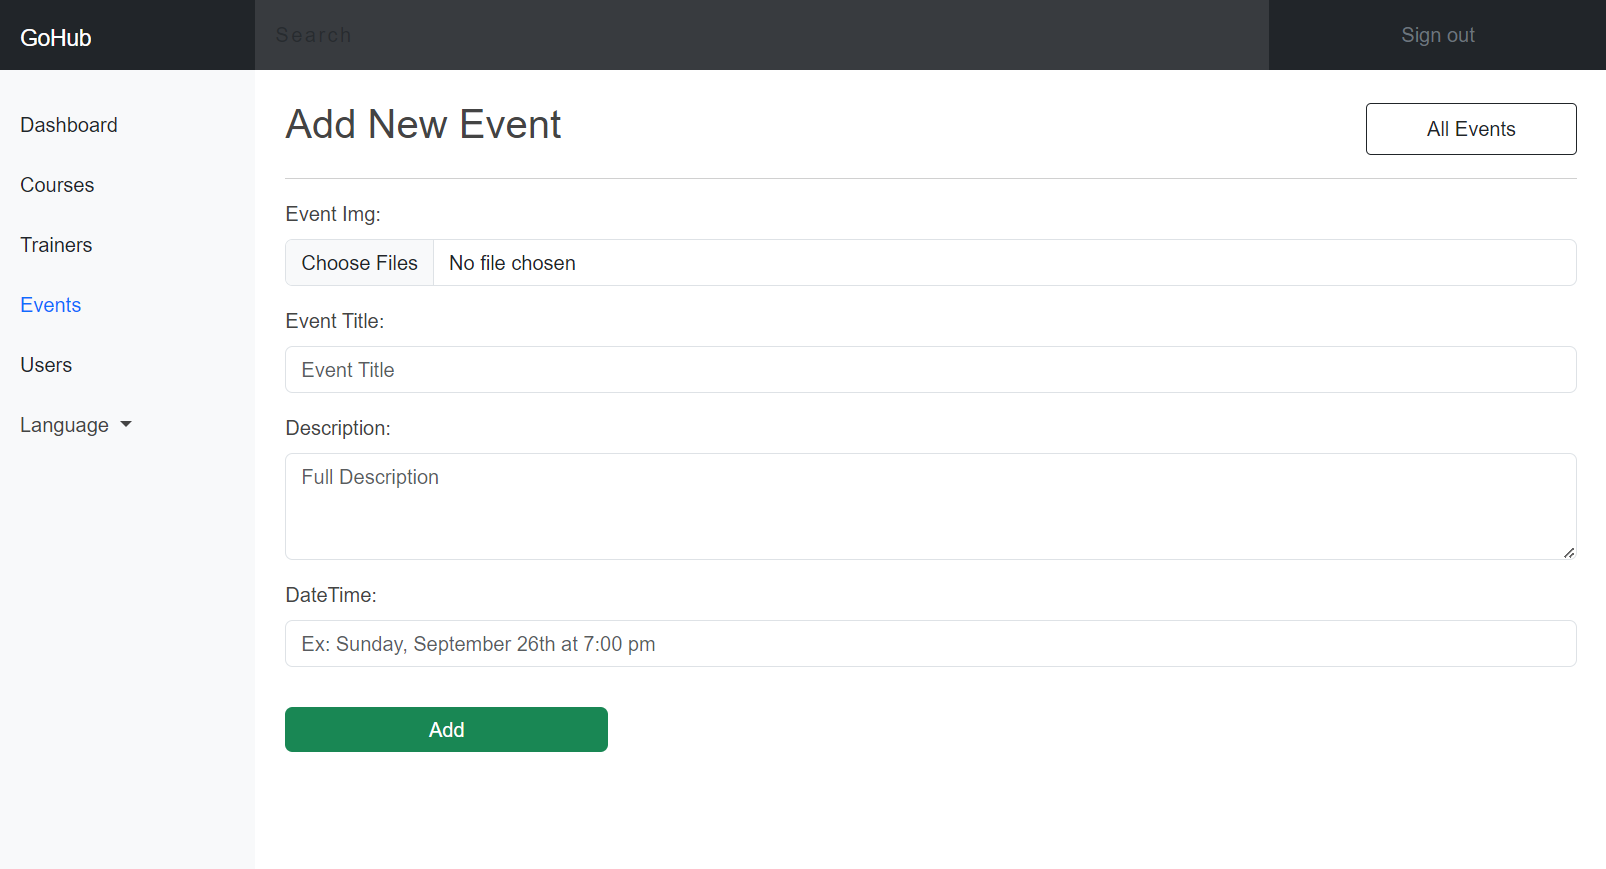 GoHub
Search
Sign out
Dashboard
Courses
Trainers
Events
Users
Language
Add New Event
All Events
Event Img:
Choose Files No file chosen
Event Title:
Event Title
Description:
Full Description
DateTime:
Ex: Sunday, September 26th at 7:00 pm
Add